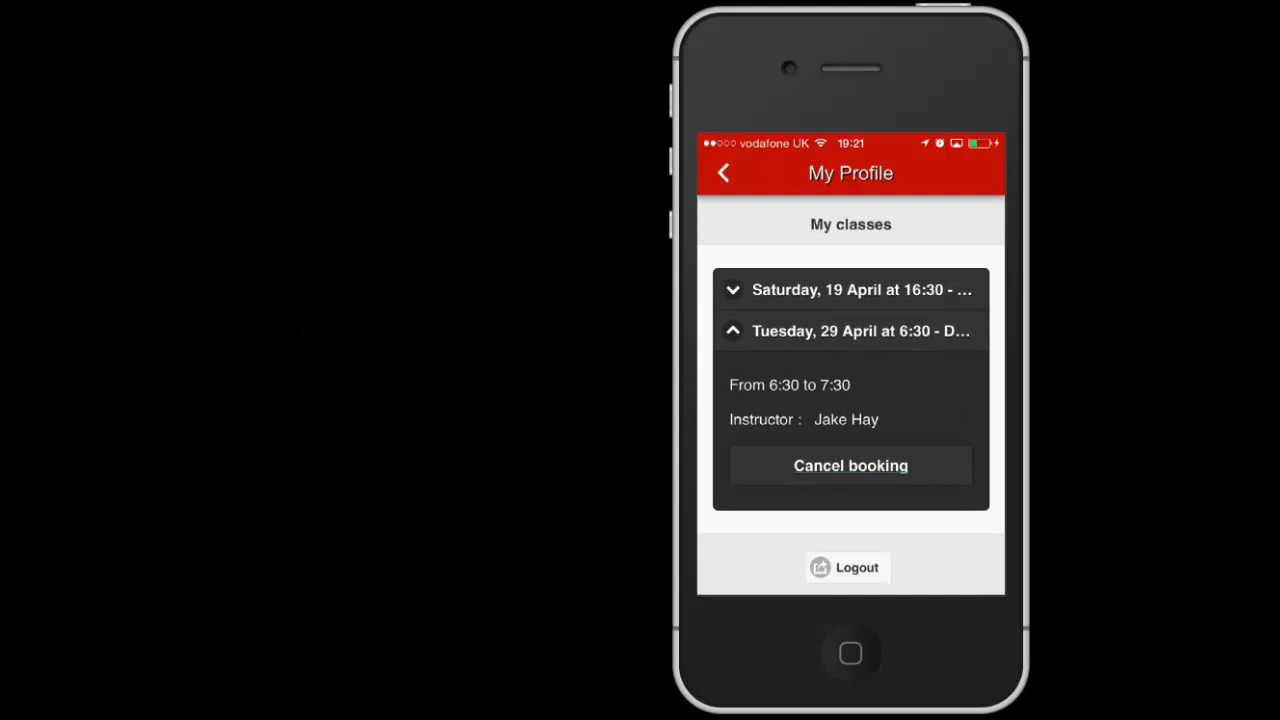 vodafone UK 19:21
My Profile
My classes
Saturday, 19 April at 16:30 - ...
Tuesday, 29 April at 6:30 - D...
From 6:30 to 7:30
Instructor : Jake Hay
Cancel booking
Logout